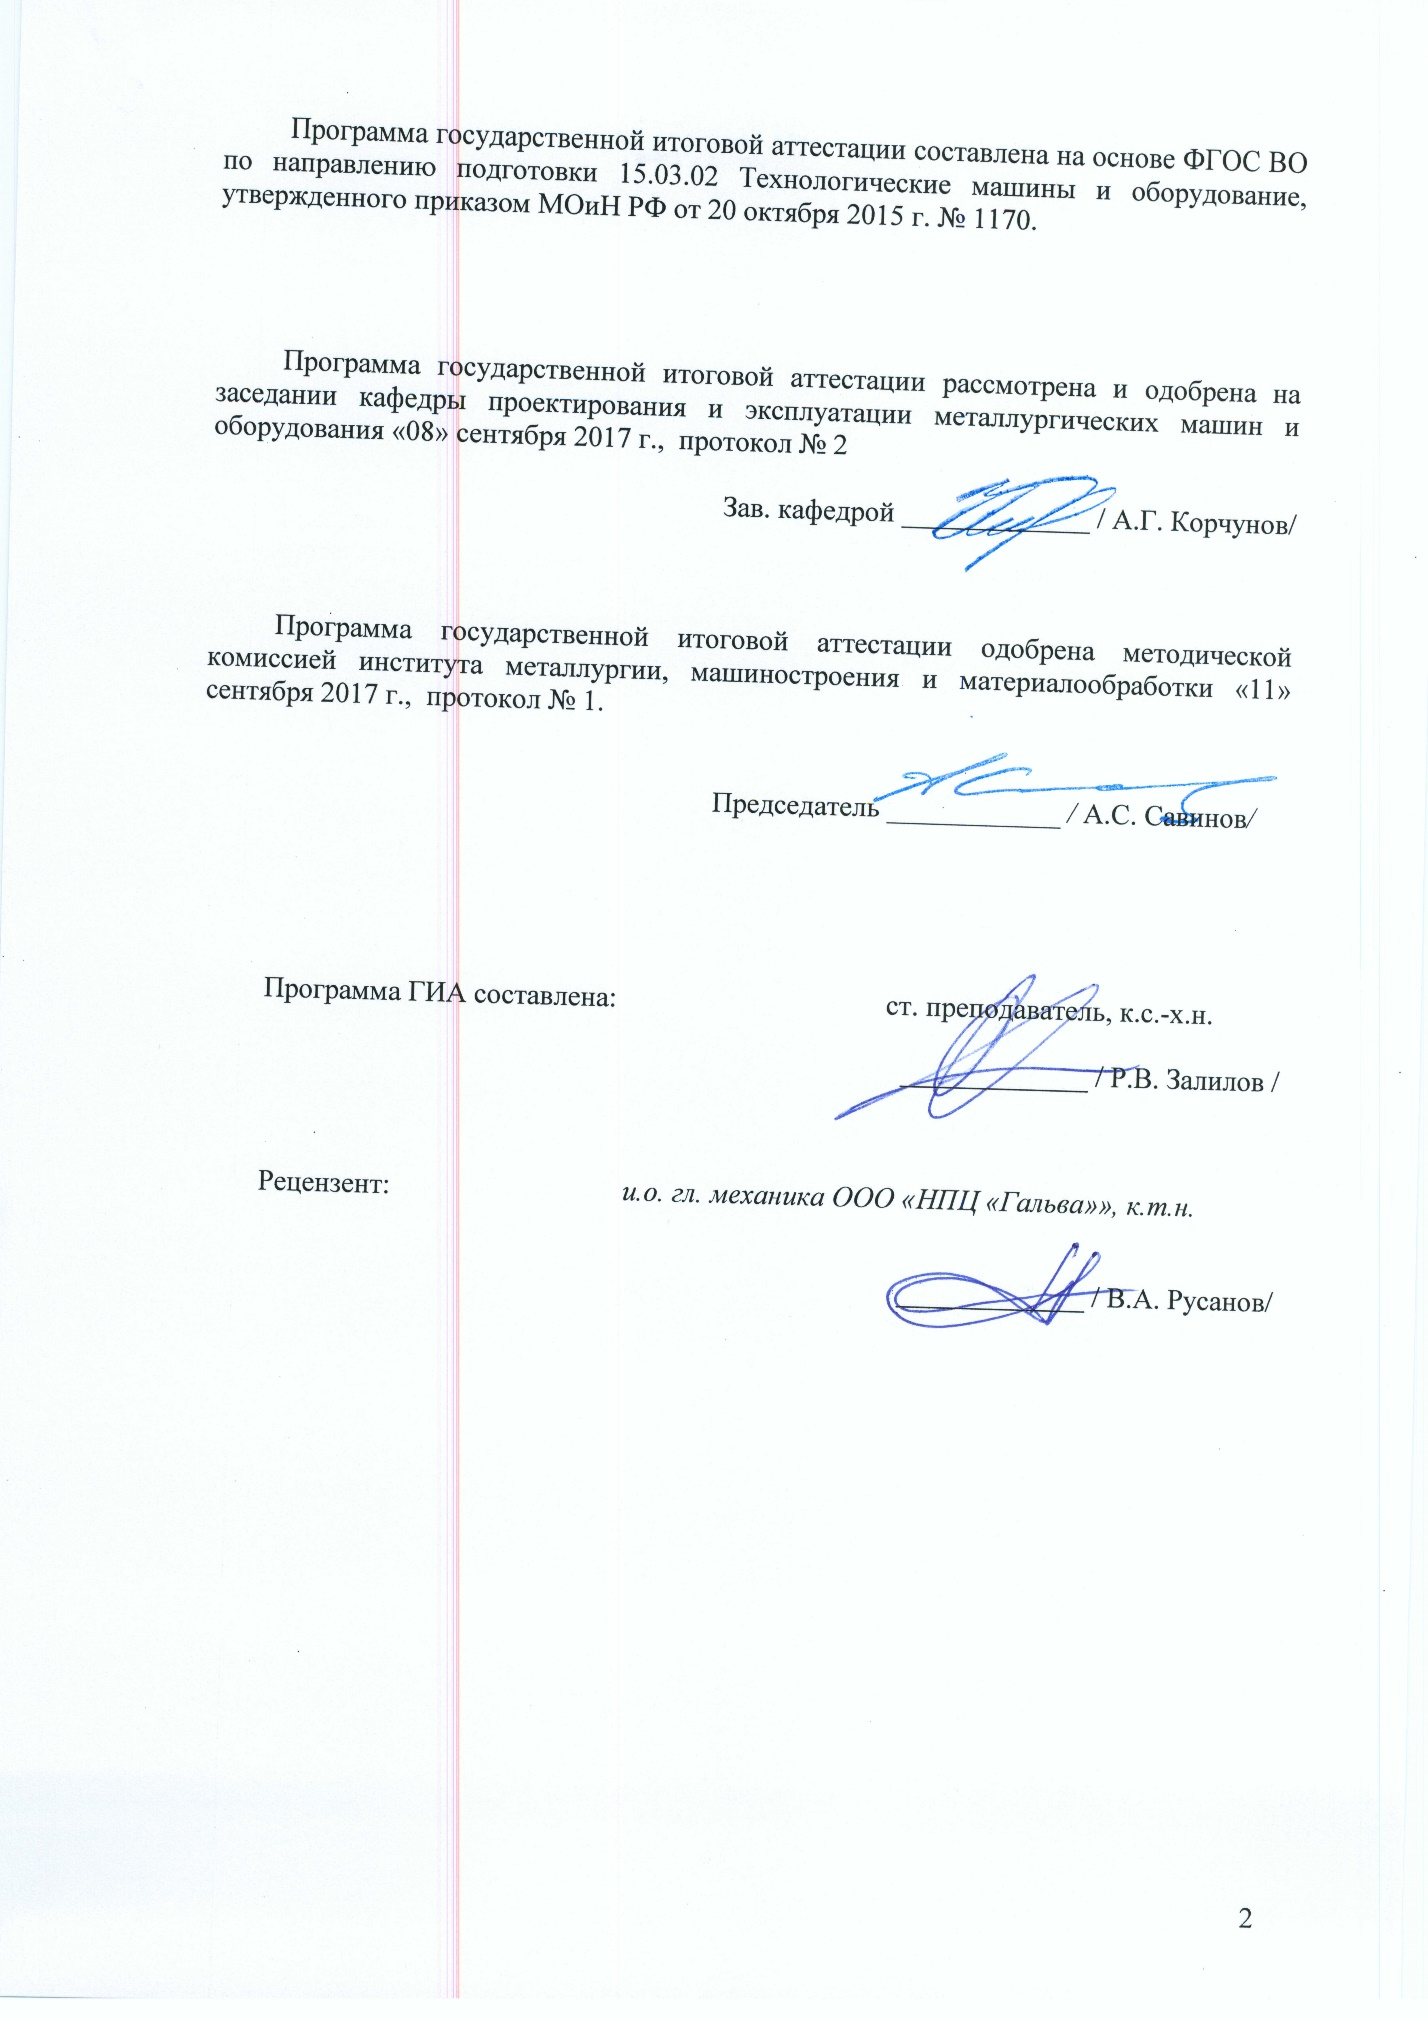 Программа государственной итоговой аттестации составлена на основе ФГОС ВО
по направлению подготовки 15.03.02 Технологические машины и оборудование,
утвержденного приказом МОиН РФ от 20 октября 2015 г. № 1170.
Программа государственной итоговой аттестации рассмотрена и одобрена на
заседании кафедры проектирования и эксплуатации металлургических машин и
оборудования «08» сентября 2017 г., протокол № 2
Зав. кафедрой _____________ / А.Г. Корчунов/
Программа государственной итоговой аттестации одобрена методической
комиссией института металлургии, машиностроения и материалообработки «11»
сентября 2017 г., протокол № 1.
Председатель ____________ / А.С. Савинов/
Программа ГИА составлена: ст. преподаватель, к.с.-х.н.
_____________ / Р.В. Залилов /
Рецензент: и.о. гл. механика ООО «НПЦ «Гальва»», к.т.н.
_____________ / В.А. Русанов/
2